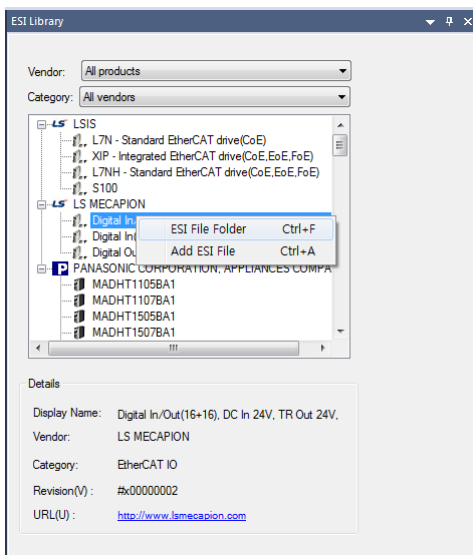 ESI Library
Vendor: All products
Category: All vendors
LS LSIS
L7N - Standard EtherCAT drive(CoE)
XIP - Integrated EtherCAT drive(CoE,EoE,FoE)
L7NH - Standard EtherCAT drive(CoE,EoE,FoE)
S100
LS LS MECAPION
Digital In
Digital In(
Digital Ou
ESI File Folder Ctrl+F
Add ESI File Ctrl+A
P PANASONIC CORPORATION, APPLIANCES COMPA
MADHT1105BA1
MADHT1107BA1
MADHT1505BA1
MADHT1507BA1
Details
Display Name: Digital In/Out(16+16), DC In 24V, TR Out 24V,
Vendor: LS MECAPION
Category: EtherCAT IO
Revision(V) : #x00000002
URL(U) : http://www.lsmecapion.com